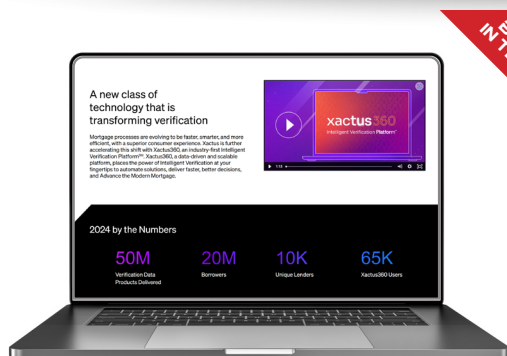 A new class of
technology that is
transforming verification
Mortgage processes are evolving to be faster, smarter, and more
efficient, with a superior consumer experience. Xactus is further
accelerating this shift with Xactus360, an industry-first Intelligent
Verification Platform℠. Xactus360, a data-driven and scalable
platform, places the power of Intelligent Verification at your
fingertips to automate solutions, deliver faster, better decisions,
and Advance the Modern Mortgage.
xactus360
Intelligent Verification Platform
1:13
2024 by the Numbers
50M
Verification Data
Products Delivered
20M
Borrowers
10K
Unique Lenders
65K
Xactus360 Users
IN